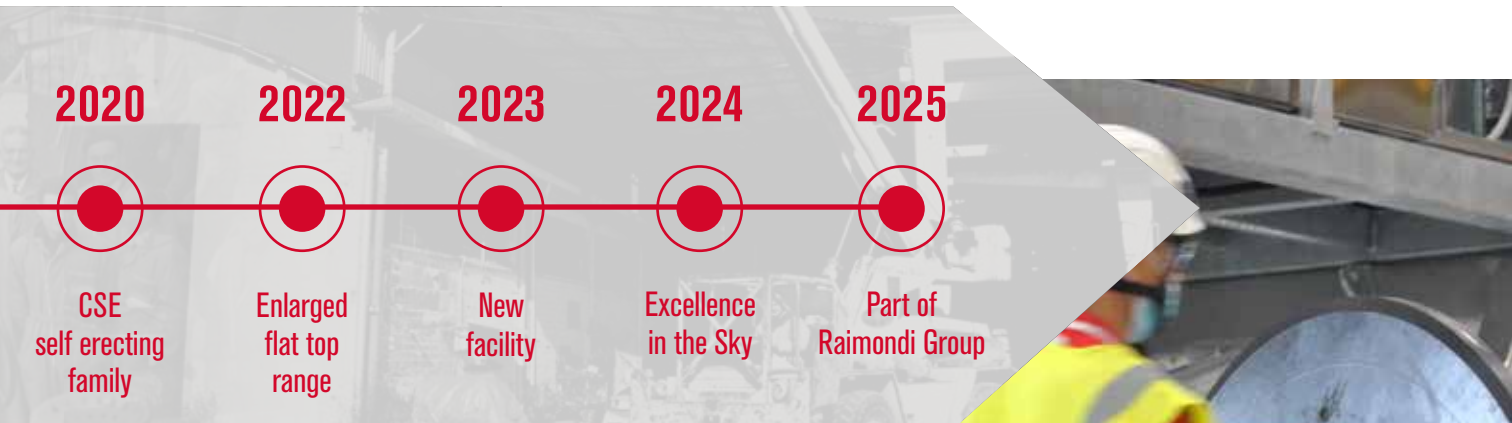 2020
CSE
self erecting
family
2022
Enlarged
flat top
range
2023
New
facility
2024
Excellence
in the Sky
2025
Part of
Raimondi Group